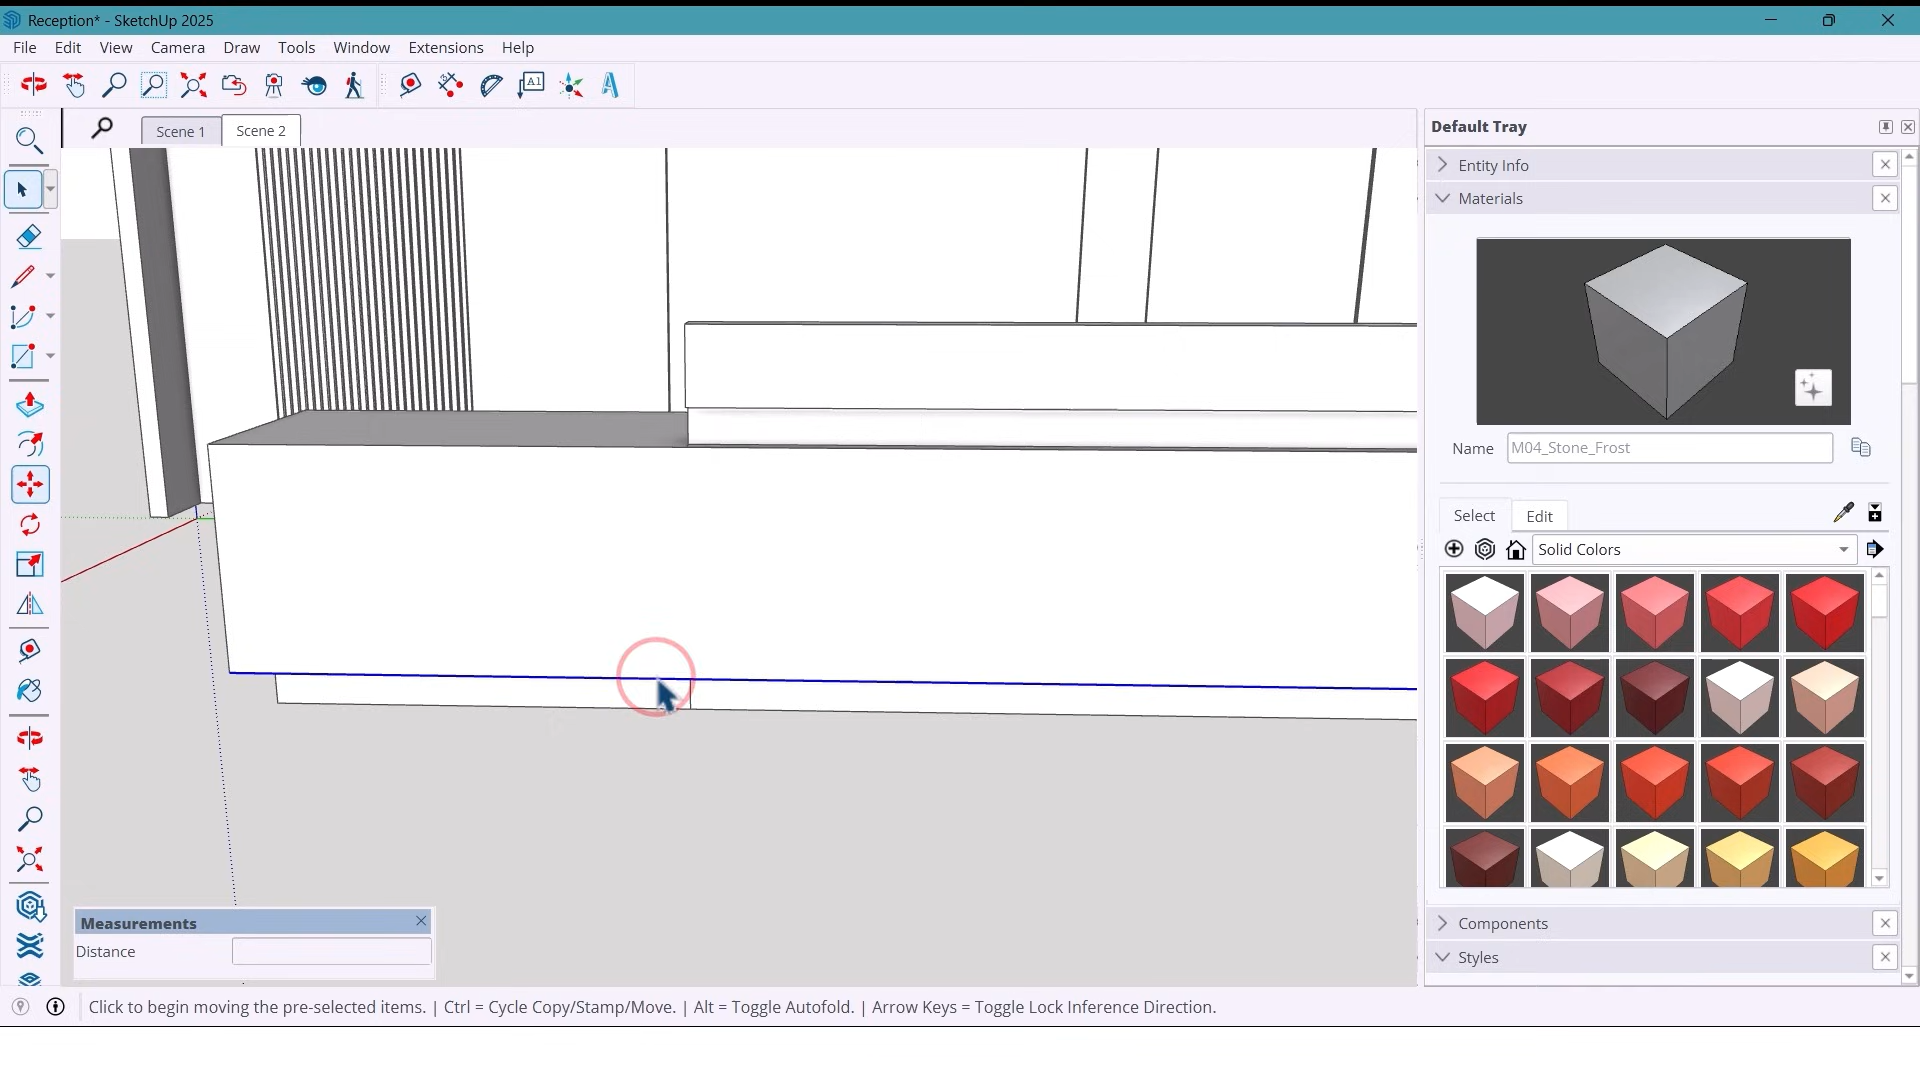 Reception* - SketchUp 2025
File Edit View Camera Draw Tools Window Extensions Help
A1
Scene 1 Scene 2
Default Tray
Entity Info
Materials
Name M04_Stone_Frost
Select Edit
Solid Colors
Components
Styles
Measurements
Distance
Click to begin moving the pre-selected items. | Ctrl = Cycle Copy/Stamp/Move. | Alt = Toggle Autofold. | Arrow Keys = Toggle Lock Inference Direction.